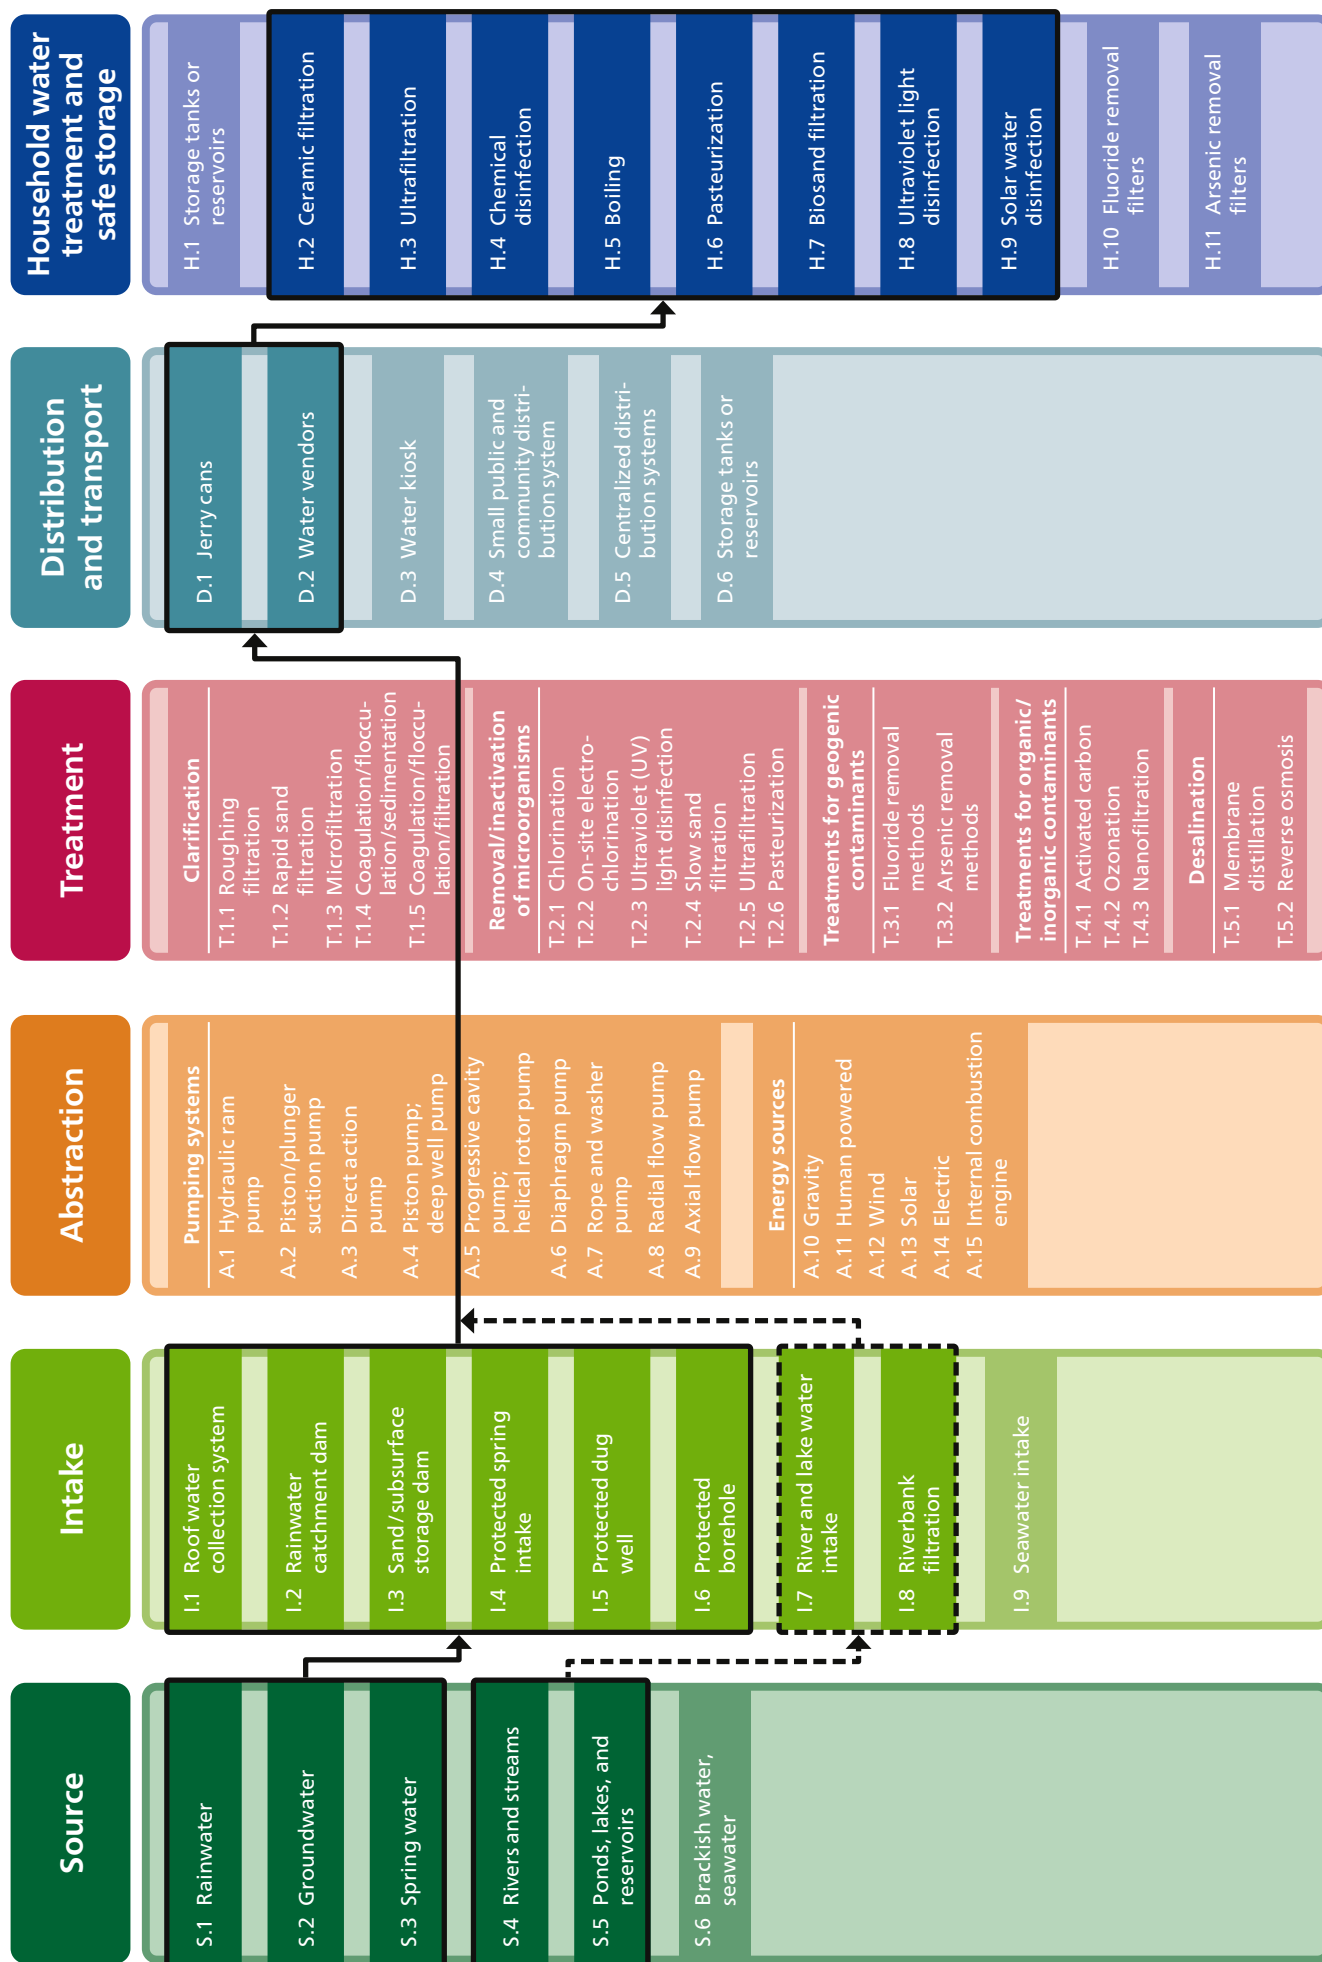 Source
S.1 Rainwater
S.2 Groundwater
S.3 Spring water
S.4 Rivers and streams
S.5 Ponds, lakes, and
reservoirs
S.6 Brackish water,
seawater
Intake
I.1 Roof water
collection system
I.2 Rainwater
catchment dam
I.3 Sand/subsurface
storage dam
I.4 Protected spring
intake
I.5 Protected dug
well
I.6 Protected
borehole
I.7 River and lake water
intake
I.8 Riverbank
filtration
I.9 Seawater intake
Abstraction
Pumping systems
A.1 Hydraulic ram
pump
A.2 Piston/plunger
suction pump
A.3 Direct action
pump
A.4 Piston pump;
deep well pump
A.5 Progressive cavity
pump;
helical rotor pump
A.6 Diaphragm pump
A.7 Rope and washer
pump
A.8 Radial flow pump
A.9 Axial flow pump
Energy sources
A.10 Gravity
A.11 Human powered
A.12 Wind
A.13 Solar
A.14 Electric
A.15 Internal combustion
engine
Treatment
Clarification
T.1.1 Roughing
filtration
T.1.2 Rapid sand
filtration
T.1.3 Microfiltration
T.1.4 Coagulation/floccu-
lation/sedimentation
T.1.5 Coagulation/floccu-
lation/filtration
Removal/inactivation
of microorganisms
T.2.1 Chlorination
T.2.2 On-site electro-
chlorination
T.2.3 Ultraviolet (UV)
light disinfection
T.2.4 Slow sand
filtration
T.2.5 Ultrafiltration
T.2.6 Pasteurization
Treatments for geogenic
contaminants
T.3.1 Fluoride removal
methods
T.3.2 Arsenic removal
methods
Treatments for organic/
inorganic contaminants
T.4.1 Activated carbon
T.4.2 Ozonation
T.4.3 Nanofiltration
Desalination
T.5.1 Membrane
distillation
T.5.2 Reverse osmosis
Distribution
and transport
D.1 Jerry cans
D.2 Water vendors
D.3 Water kiosk
D.4 Small public and
community distri-
bution system
D.5 Centralized distri-
bution systems
D.6 Storage tanks or
reservoirs
Household water
treatment and
safe storage
H.1 Storage tanks or
reservoirs
H.2 Ceramic filtration
H.3 Ultrafiltration
H.4 Chemical
disinfection
H.5 Boiling
H.6 Pasteurization
H.7 Biosand filtration
H.8 Ultraviolet light
disinfection
H.9 Solar water
disinfection
H.10 Fluoride removal
filters
H.11 Arsenic removal
filters